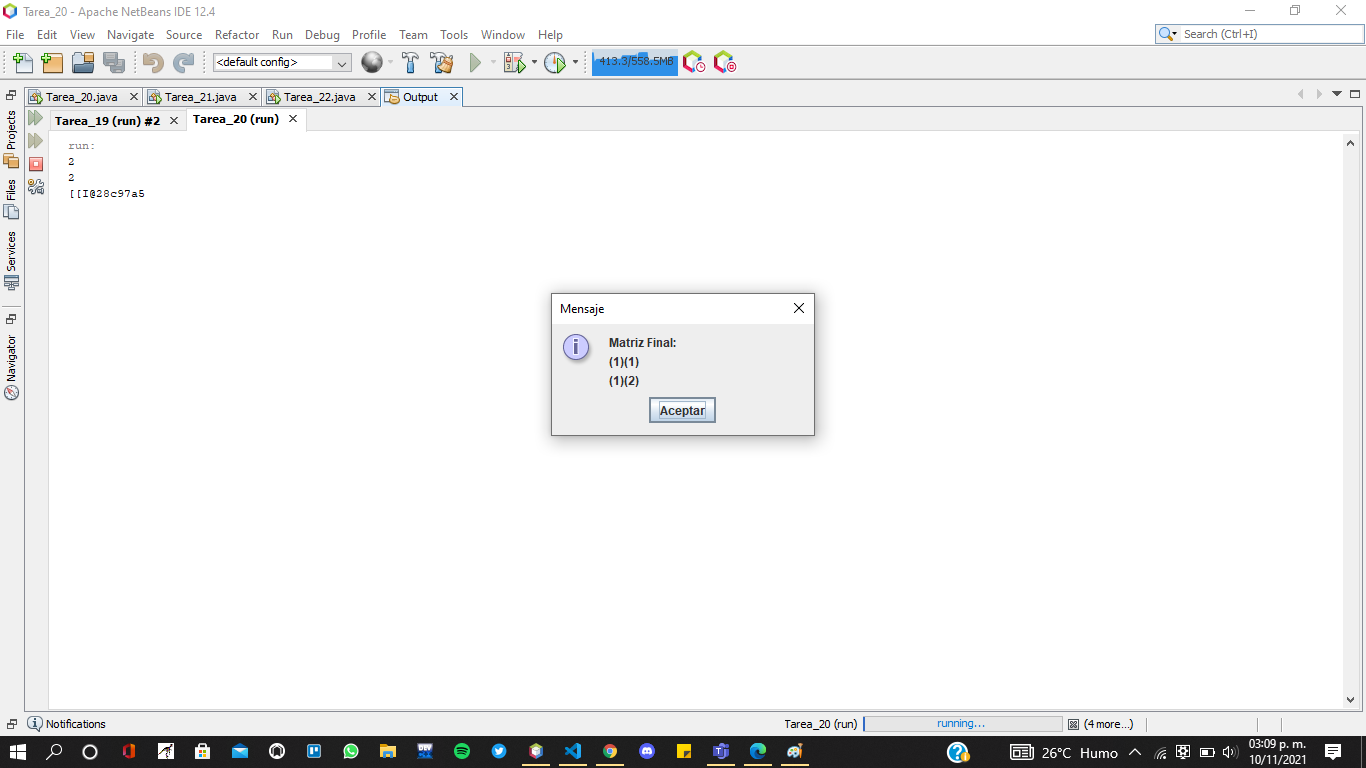 Tarea_20 - Apache NetBeans IDE 12.4
File Edit View Navigate Source Refactor Run Debug Profile Team Tools Window Help
Search (Ctrl+I)
<default config>
413.3/558.5MB
Tarea_20.java Tarea_21.java Tarea_22.java Output
Tarea_19 (run) #2 Tarea_20 (run)
Projects
Files
Services
Navigator
run:
2
2
[[I@28c97a5
Mensaje
Matriz Final:
(1)(1)
(1)(2)
Aceptar
Notifications
Tarea_20 (run) running... (4 more...)
26°C Humo
03:09 p. m.
10/11/2021